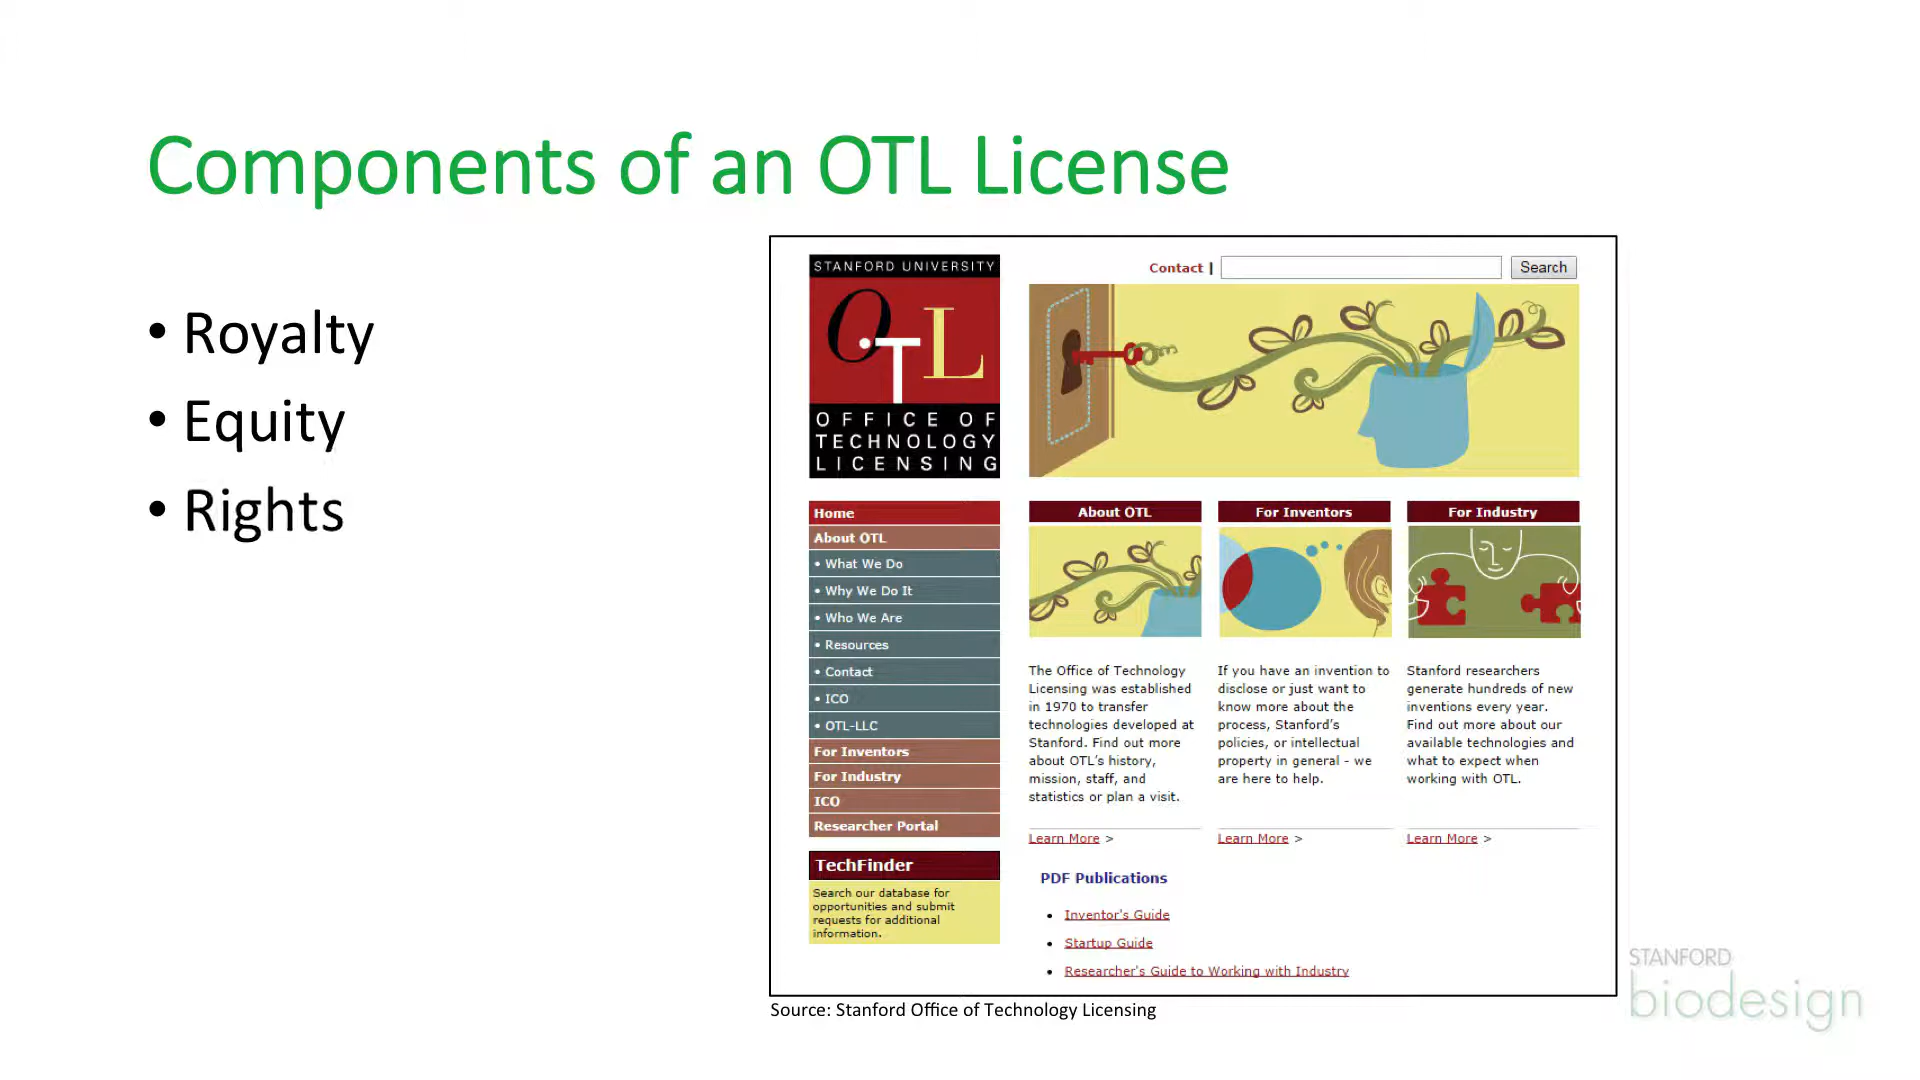 Components of an OTL License
• Royalty
• Equity
• Rights
STANFORD UNIVERSITY
OTL
OFFICE OF
TECHNOLOGY
LICENSING
Contact |
Search
Home
About OTL
• What We Do
• Why We Do It
• Who We Are
• Resources
• Contact
• ICO
• OTL-LLC
For Inventors
For Industry
ICO
Researcher Portal
TechFinder
Search our database for
opportunities and submit
requests for additional
information.
About OTL
The Office of Technology
Licensing was established
in 1970 to transfer
technologies developed at
Stanford. Find out more
about OTL's history,
mission, staff, and
statistics or plan a visit.
Learn More >
For Inventors
If you have an invention to
disclose or just want to
know more about the
process, Stanford's
policies, or intellectual
property in general - we
are here to help.
Learn More >
For Industry
Stanford researchers
generate hundreds of new
inventions every year.
Find out more about our
available technologies and
what to expect when
working with OTL.
Learn More >
PDF Publications
• Inventor's Guide
• Startup Guide
• Researcher's Guide to Working with Industry
Source: Stanford Office of Technology Licensing
STANFORD
biodesign